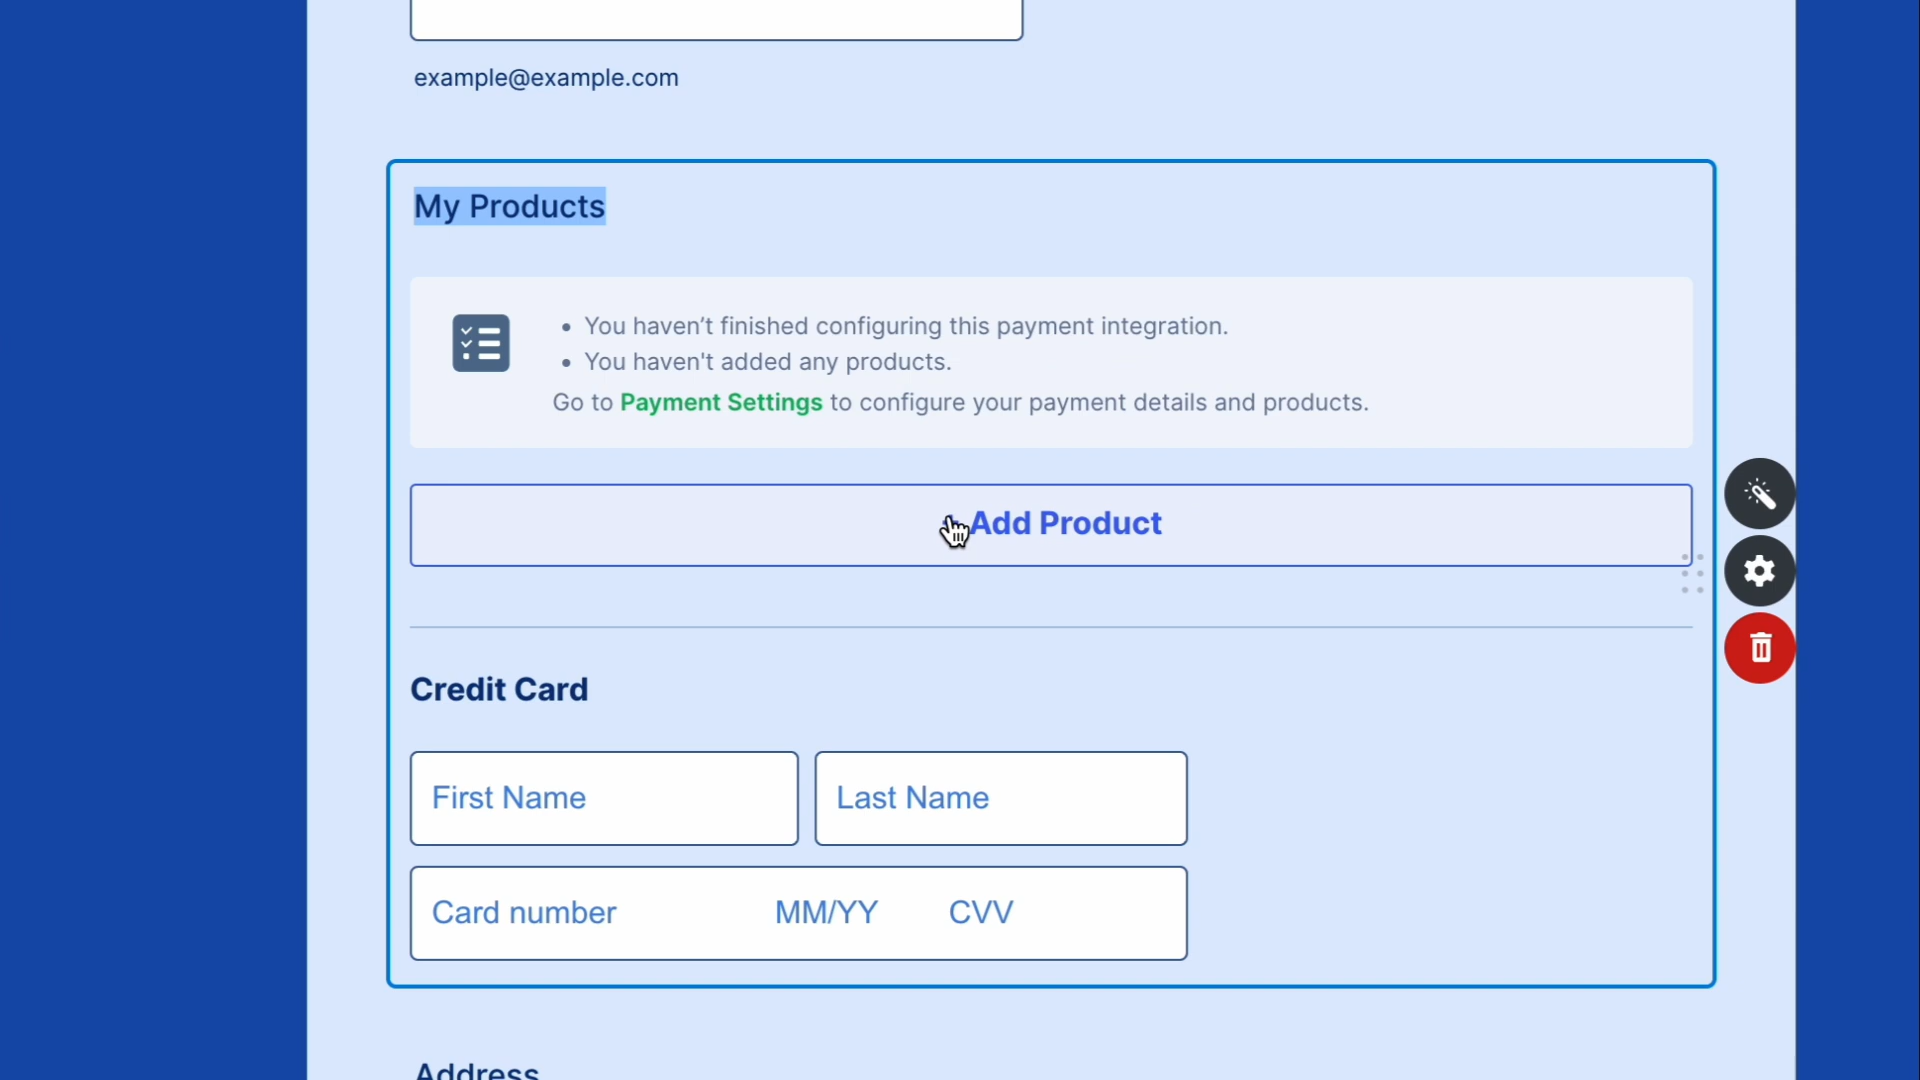 example@example.com
My Products
• You haven’t finished configuring this payment integration.
• You haven't added any products.
Go to Payment Settings to configure your payment details and products.
Add Product
Credit Card
First Name
Last Name
Card number MM/YY CVV
Address